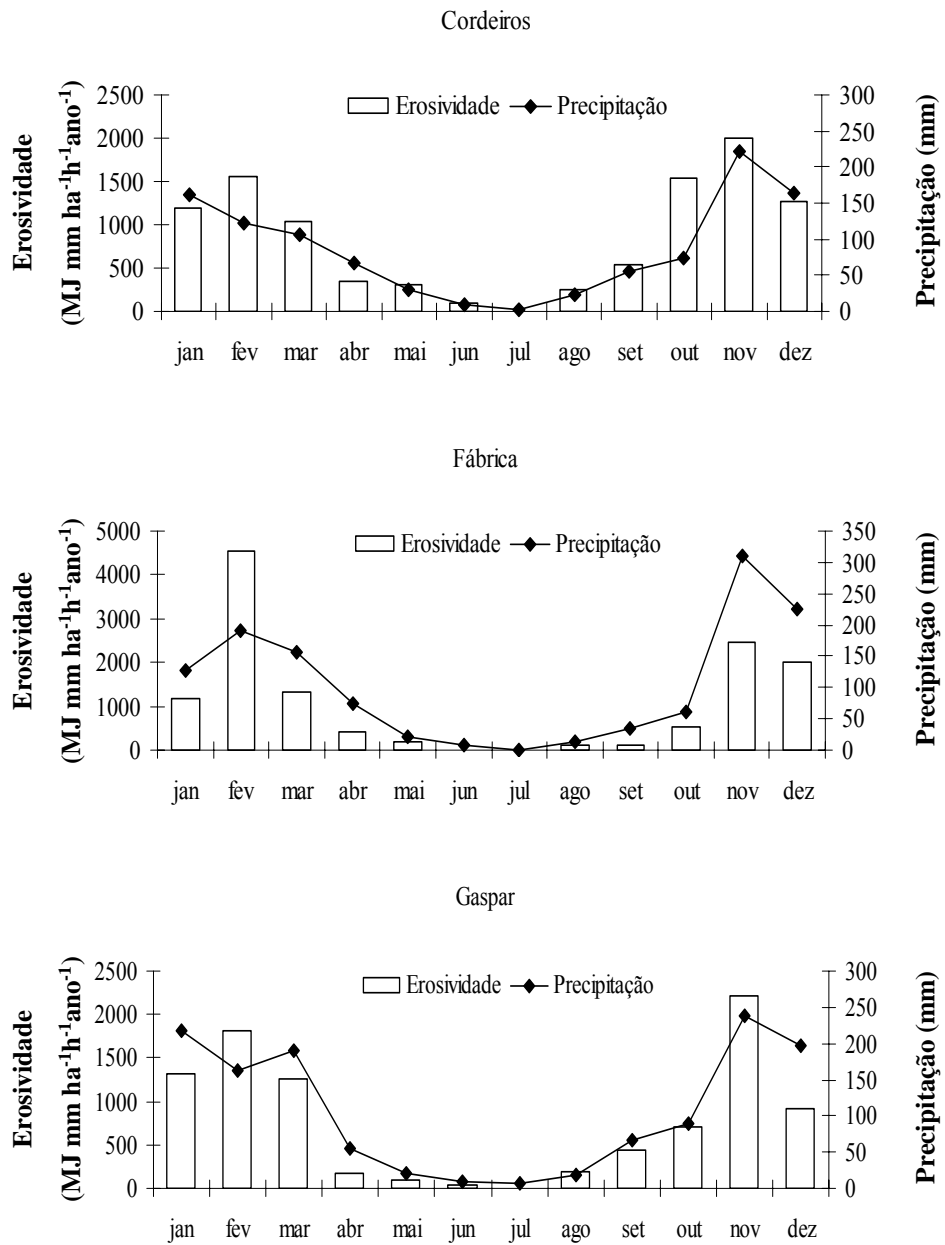 Cordeiros
Erosividade
(MJ mm ha⁻¹h⁻¹ano⁻¹)
2500
2000
1500
1000
500
0
Erosividade Precipitação
300
250
200
150
100
50
0
Precipitação (mm)
jan fev mar abr mai jun jul ago set out nov dez
Fábrica
Erosividade
(MJ mm ha⁻¹h⁻¹ano⁻¹)
5000
4000
3000
2000
1000
0
Erosividade Precipitação
350
300
250
200
150
100
50
0
Precipitação (mm)
jan fev mar abr mai jun jul ago set out nov dez
Gaspar
Erosividade
(MJ mm ha⁻¹h⁻¹ano⁻¹)
2500
2000
1500
1000
500
0
Erosividade Precipitação
300
250
200
150
100
50
0
Precipitação (mm)
jan fev mar abr mai jun jul ago set out nov dez